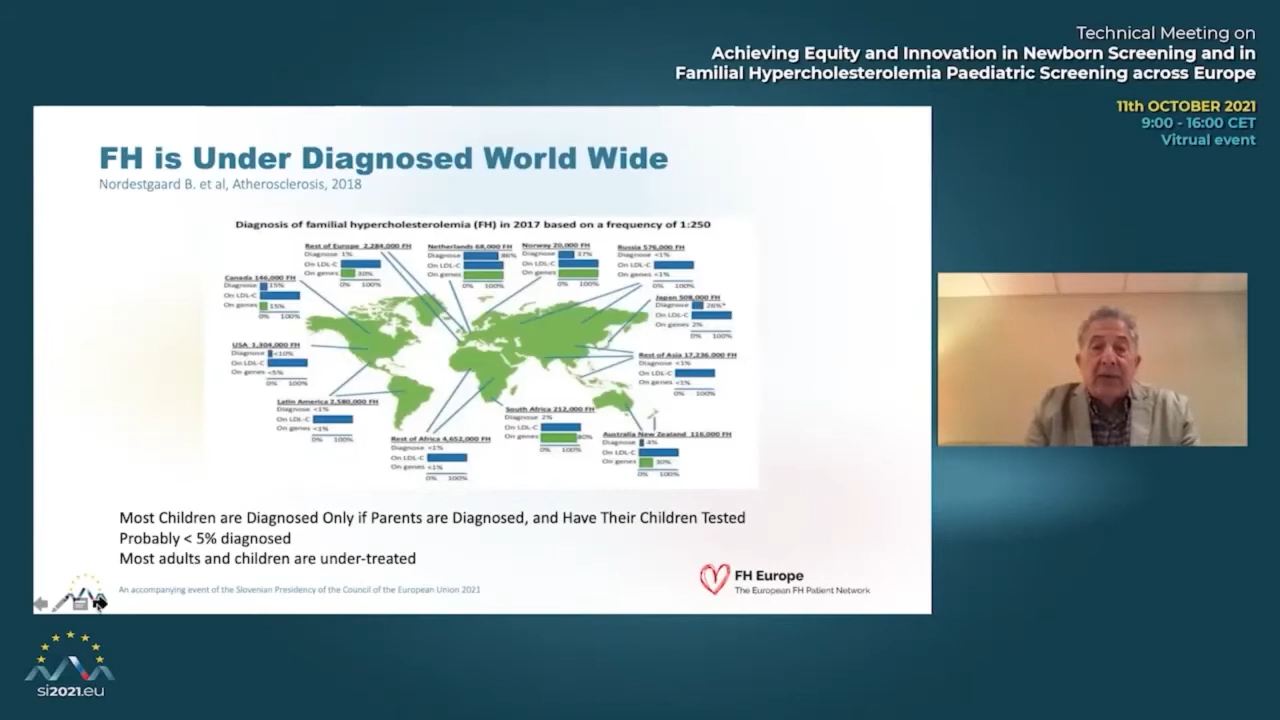 Technical Meeting on
Achieving Equity and Innovation in Newborn Screening and in
Familial Hypercholesterolemia Paediatric Screening across Europe
11th OCTOBER 2021
9:00 - 16:00 CET
Vitrual event
FH is Under Diagnosed World Wide
Nordestgaard B. et al, Atherosclerosis, 2018
Diagnosis of familial hypercholesterolemia (FH) in 2017 based on a frequency of 1:250
Rest of Europe 2,284,000 FH
Diagnose 1%
On LDL-C
On genes 30%
0% 100%
Netherlands 68,000 FH
Diagnose 86%
On LDL-C
On genes
0% 100%
Norway 20,000 FH
Diagnose 37%
On LDL-C
On genes
0% 100%
Russia 576,000 FH
Diagnose <1%
On LDL-C
On genes <1%
0% 100%
Canada 146,000 FH
Diagnose 15%
On LDL-C
On genes 15%
0% 100%
Japan 508,000 FH
Diagnose 26%*
On LDL-C
On genes 2%
0% 100%
USA 1,304,000 FH
Diagnose <10%
On LDL-C
On genes <5%
0% 100%
Rest of Asia 17,236,000 FH
Diagnose <1%
On LDL-C
On genes <1%
0% 100%
Latin America 2,580,000 FH
Diagnose <1%
On LDL-C
On genes <1%
0% 100%
Rest of Africa 4,652,000 FH
Diagnose <1%
On LDL-C
On genes <1%
0% 100%
South Africa 212,000 FH
Diagnose 2%
On LDL-C
On genes 80%
0% 100%
Australia New Zealand 116,000 FH
Diagnose 4%
On LDL-C
On genes 30%
0% 100%
Most Children are Diagnosed Only if Parents are Diagnosed, and Have Their Children Tested
Probably < 5% diagnosed
Most adults and children are under-treated
An accompanying event of the Slovenian Presidency of the Council of the European Union 2021
FH Europe
The European FH Patient Network
si2021.eu